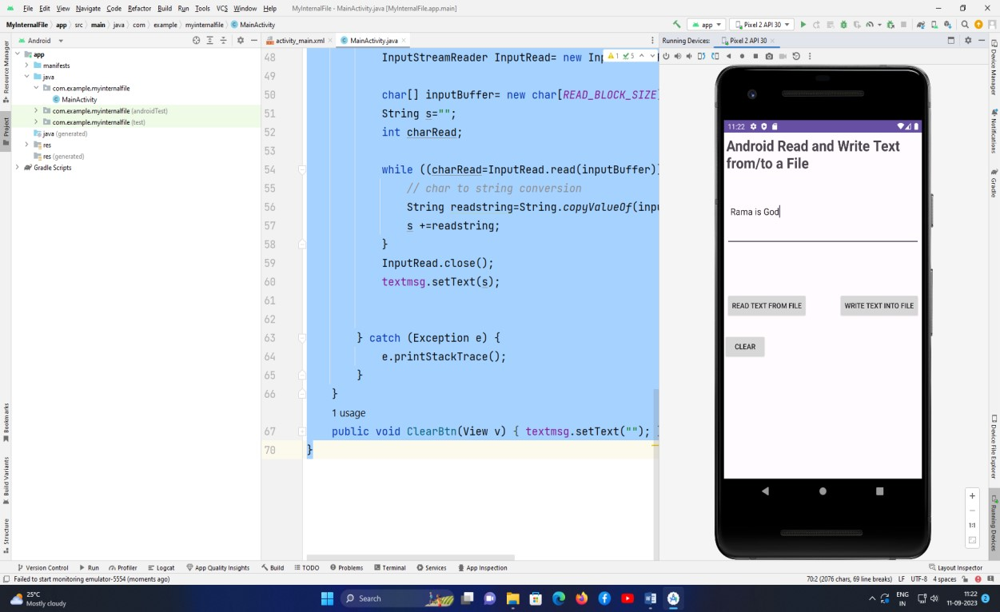 File Edit View Navigate Code Refactor Build Run Tools VCS Window Help MyInternalFile - MainActivity.java [MyInternalFile.app.main]
MyInternalFile app src main java com example myinternalfile MainActivity
app Pixel 2 API 30
Android
activity_main.xml MainActivity.java
Running Devices: Pixel 2 API 30
Resource Manager
Project
Bookmarks
Build Variants
Structure
app
manifests
java
com.example.myinternalfile
MainActivity
com.example.myinternalfile (androidTest)
com.example.myinternalfile (test)
java (generated)
res
res (generated)
Gradle Scripts
1 5
48 InputStreamReader InputRead= new Inp
49
50 char[] inputBuffer= new char[READ_BLOCK_SIZE]
51 String s="";
52 int charRead;
53
54 while ((charRead=InputRead.read(inputBuffer))
55 // char to string conversion
56 String readstring=String.copyValueOf(inpu
57 s +=readstring;
58 }
59 InputRead.close();
60 textmsg.setText(s);
61
62
63 } catch (Exception e) {
64 e.printStackTrace();
65 }
66 }
1 usage
67 public void ClearBtn(View v) { textmsg.setText(""); }
70 }
11:22
Android Read and Write Text
from/to a File
Rama is God
READ TEXT FROM FILE WRITE TEXT INTO FILE
CLEAR
1:1
Device Manager
Notifications
Gradle
Device File Explorer
Running Devices
Version Control Run Profiler Logcat App Quality Insights Build TODO Problems Terminal Services App Inspection Layout Inspector
Failed to start monitoring emulator-5554 (moments ago) 70:2 (2076 chars, 69 line breaks) LF UTF-8 4 spaces
25°C
Mostly cloudy
Search
ENG
IN
11:22
11-09-2023
2